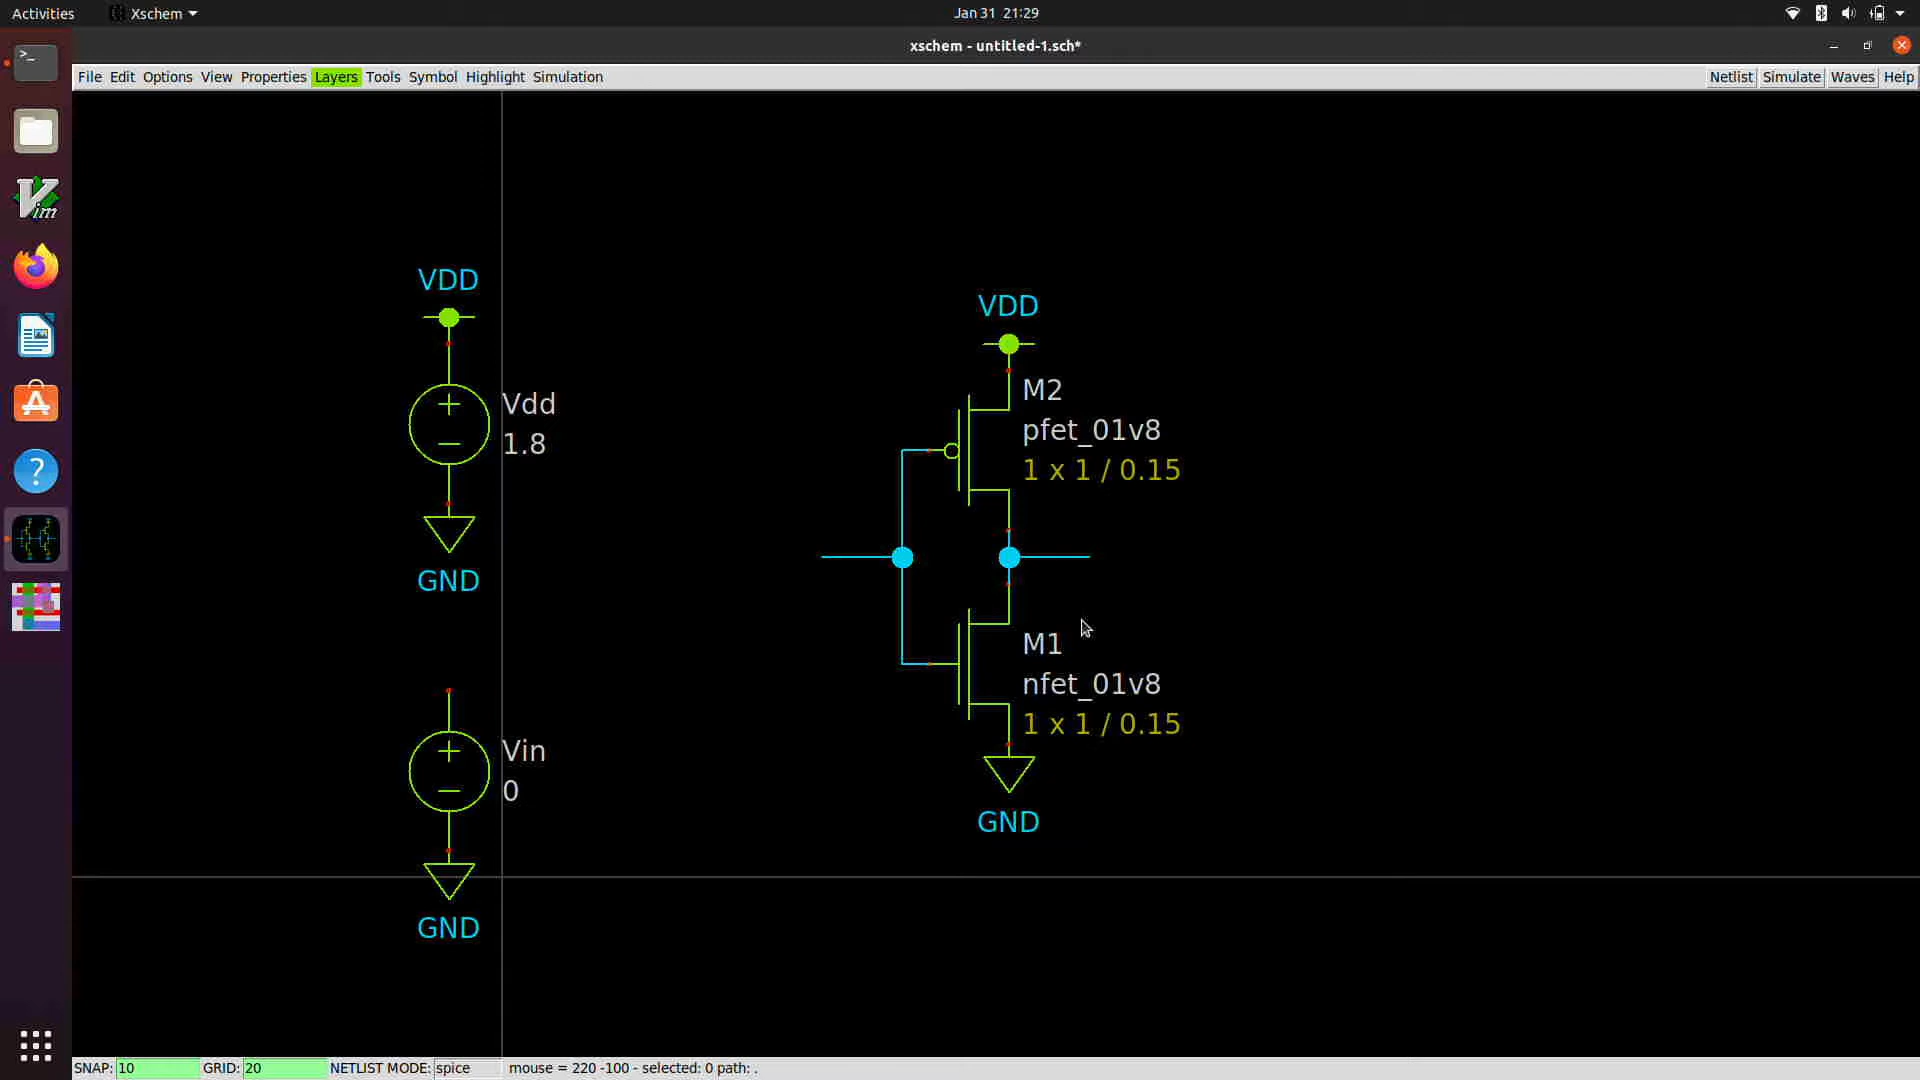 Activities Xschem Jan 31 21:29
xschem - untitled-1.sch*
File Edit Options View Properties Layers Tools Symbol Highlight Simulation Netlist Simulate Waves Help
VDD
Vdd
1.8
GND
Vin
0
GND
VDD
M2
pfet_01v8
1 x 1 / 0.15
M1
nfet_01v8
1 x 1 / 0.15
GND
SNAP: 10 GRID: 20 NETLIST MODE: spice mouse = 220 -100 - selected: 0 path: .